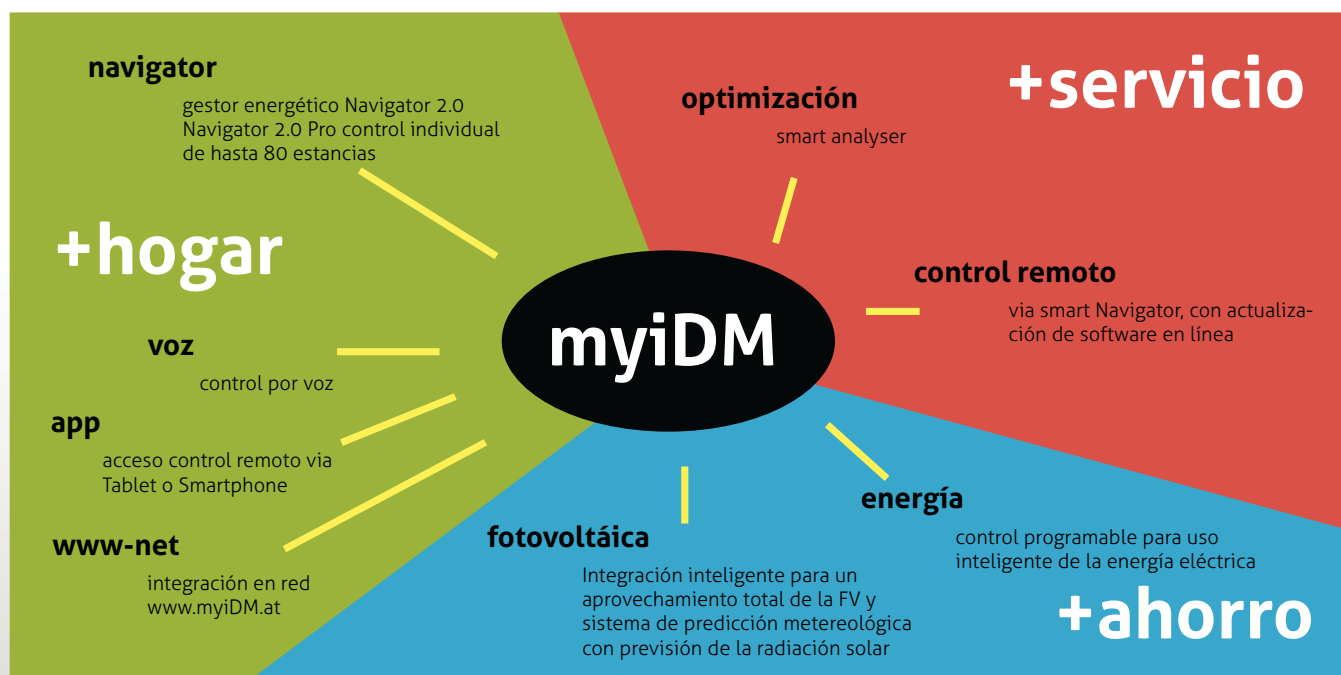 navigator
gestor energético Navigator 2.0
Navigator 2.0 Pro control individual
de hasta 80 estancias
+hogar
voz
control por voz
app
acceso control remoto via
Tablet o Smartphone
www-net
integración en red
www.myiDM.at
myiDM
+servicio
optimización
smart analyser
control remoto
via smart Navigator, con actualiza-
ción de software en línea
fotovoltáica
Integración inteligente para un
aprovechamiento total de la FV y
sistema de predicción metereológica
con previsión de la radiación solar
energía
control programable para uso
inteligente de la energía eléctrica
+ahorro